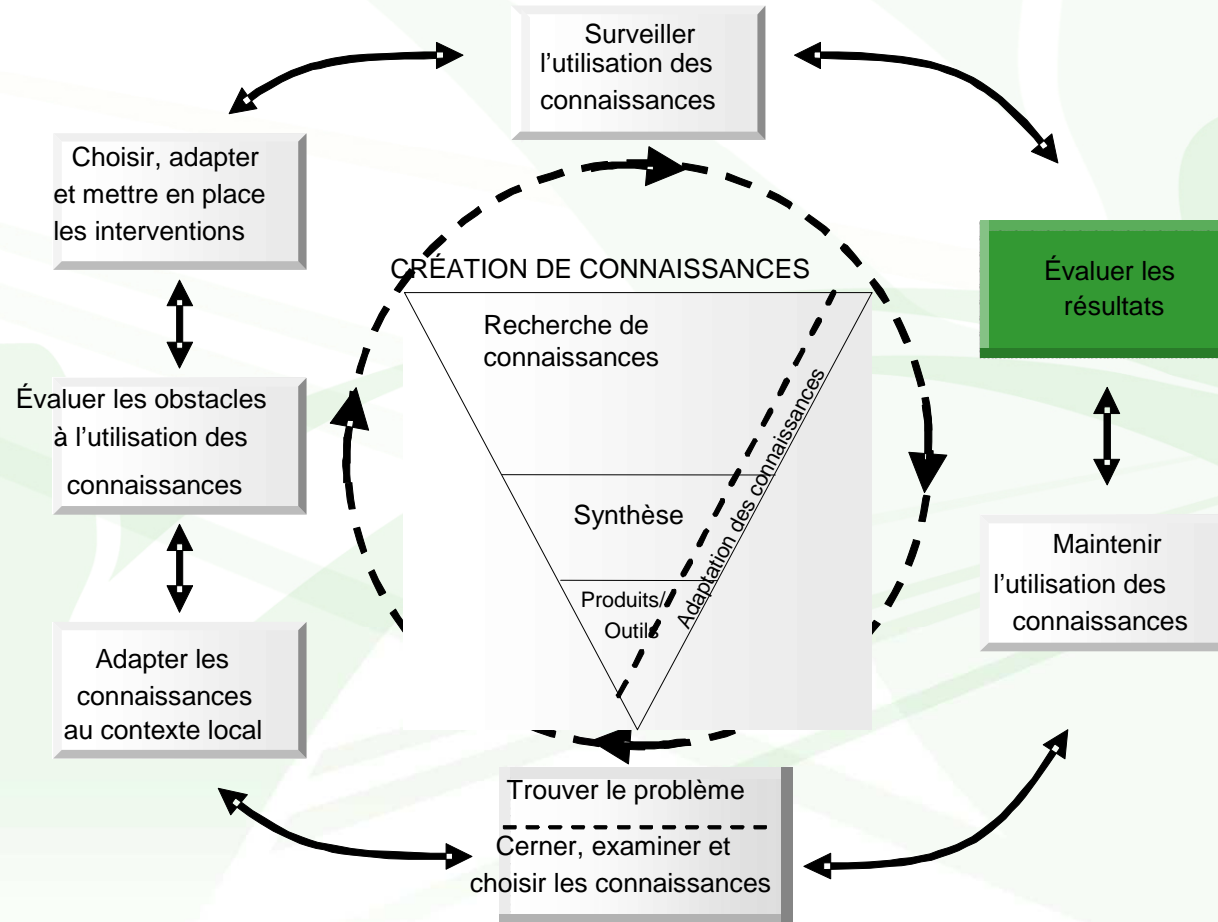 Surveiller
l’utilisation des
connaissances
Choisir, adapter
et mettre en place
les interventions
Évaluer les
résultats
CRÉATION DE CONNAISSANCES
Recherche de
connaissances
Synthèse
Produits/
Outils
Adaptation des connaissances
Évaluer les obstacles
à l’utilisation des
connaissances
Maintenir
l’utilisation des
connaissances
Adapter les
connaissances
au contexte local
Trouver le problème
Cerner, examiner et
choisir les connaissances